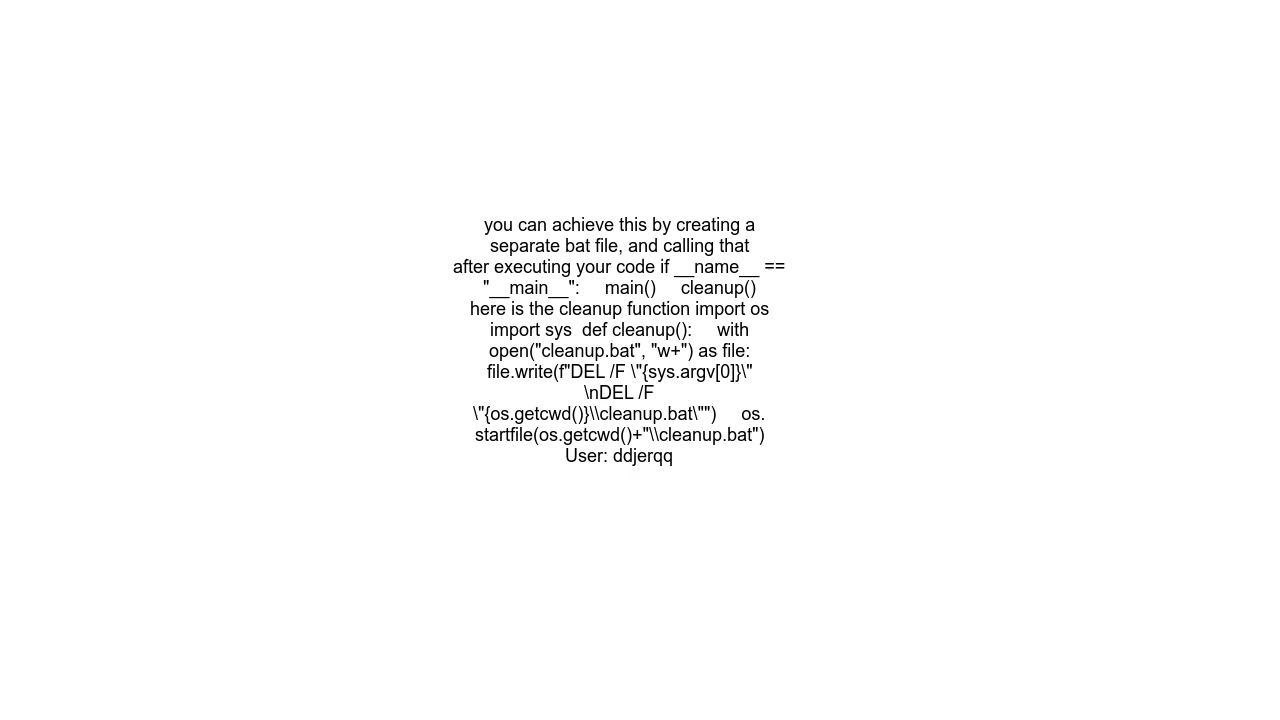 you can achieve this by creating a
separate bat file, and calling that
after executing your code if __name__ ==
"__main__":     main()     cleanup()
here is the cleanup function import os
import sys  def cleanup():     with
open("cleanup.bat", "w+") as file:
file.write(f"DEL /F \"{sys.argv[0]}\"
\nDEL /F
\"{os.getcwd()}\\cleanup.bat\"")     os.
startfile(os.getcwd()+"\\cleanup.bat")
User: ddjerqq